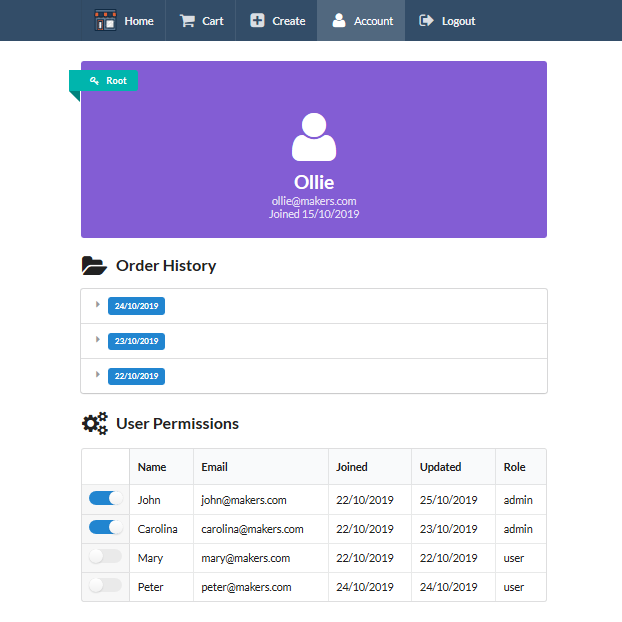 Home Cart Create Account Logout
Root
Ollie
ollie@makers.com
Joined 15/10/2019
Order History
24/10/2019
23/10/2019
22/10/2019
User Permissions
Name Email Joined Updated Role
John john@makers.com 22/10/2019 25/10/2019 admin
Carolina carolina@makers.com 22/10/2019 23/10/2019 admin
Mary mary@makers.com 22/10/2019 22/10/2019 user
Peter peter@makers.com 24/10/2019 24/10/2019 user